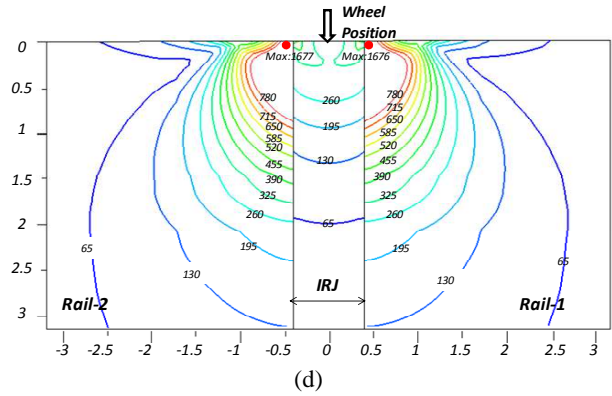 Wheel
Position
0
Max:1677 Max:1676
0.5
780 260 780
715 195 715
650 650
1
585 585
520 130 520
455 455
1.5
390 390
325 325
260 260
2
65
65 195 195 65
2.5
130 IRJ 130
3
Rail-2 Rail-1
-3 -2.5 -2 -1.5 -1 -0.5 0 0.5 1 1.5 2 2.5 3
(d)